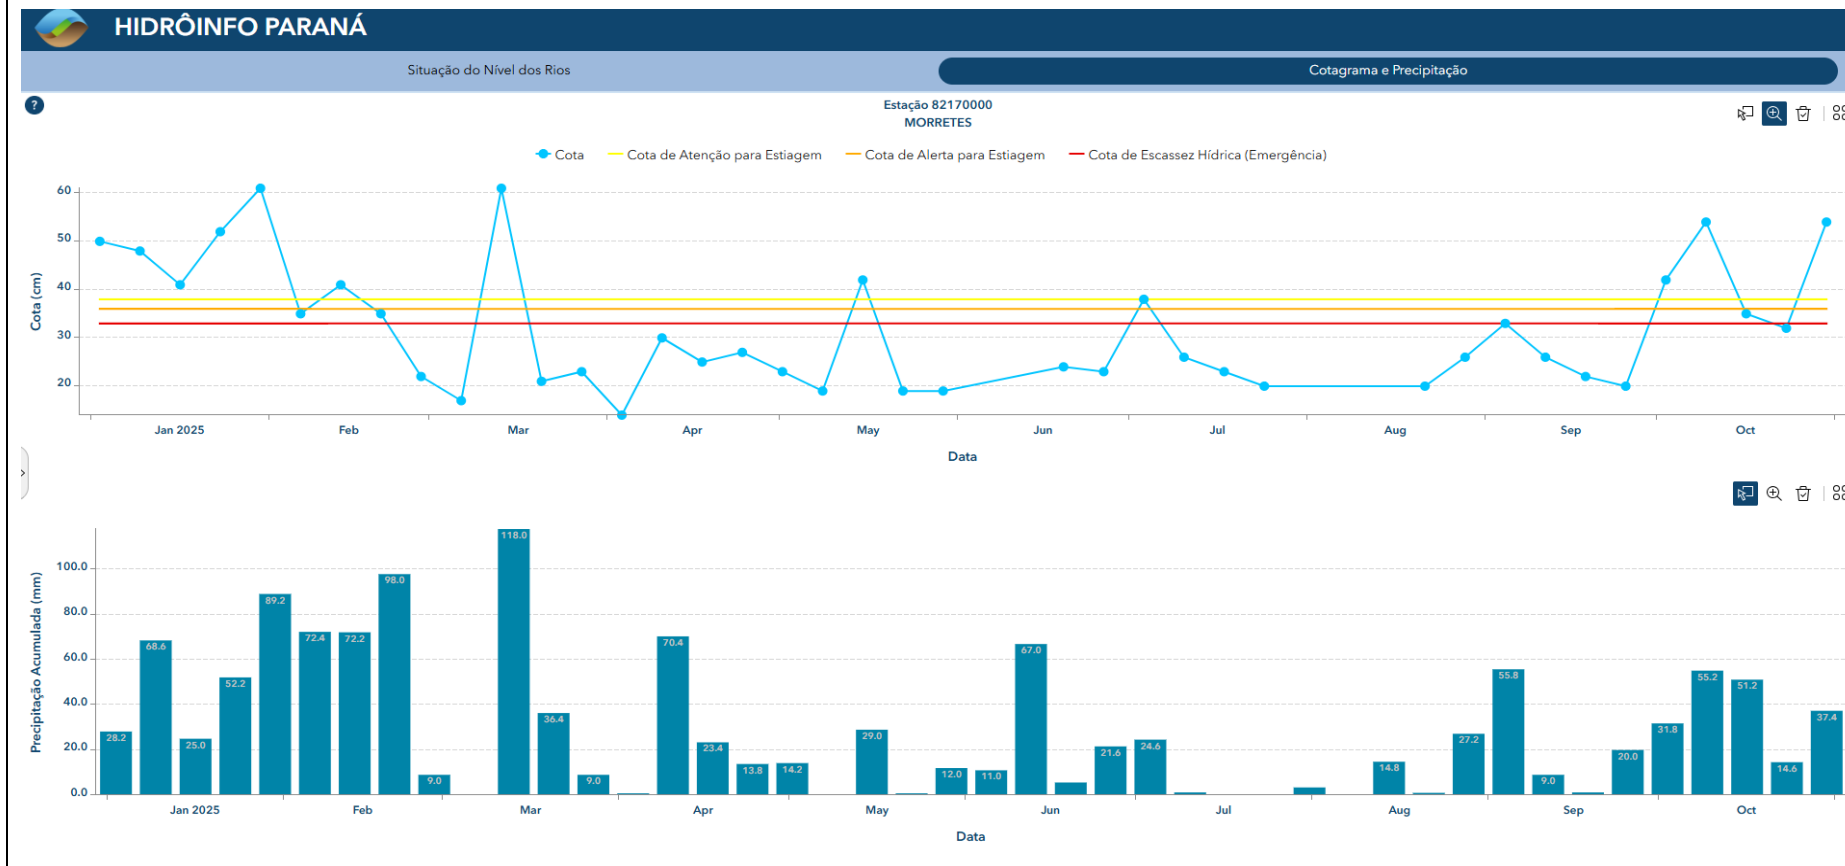 HIDRÔINFO PARANÁ
Situação do Nível dos Rios
Cotagrama e Precipitação
?
Estação 82170000
MORRETES
Cota
Cota de Atenção para Estiagem
Cota de Alerta para Estiagem
Cota de Escassez Hídrica (Emergência)
Cota (cm)
60
50
40
30
20
Jan 2025 Feb Mar Apr May Jun Jul Aug Sep Oct
Data
Precipitação Acumulada (mm)
100.0
80.0
60.0
40.0
20.0
0.0
28.2 68.6 25.0 52.2 89.2 72.4 72.2 98.0 9.0 118.0 36.4 9.0 70.4 23.4 13.8 14.2 29.0 12.0 11.0 67.0 21.6 24.6 14.8 27.2 55.8 9.0 20.0 31.8 55.2 51.2 14.6 37.4
Jan 2025 Feb Mar Apr May Jun Jul Aug Sep Oct
Data